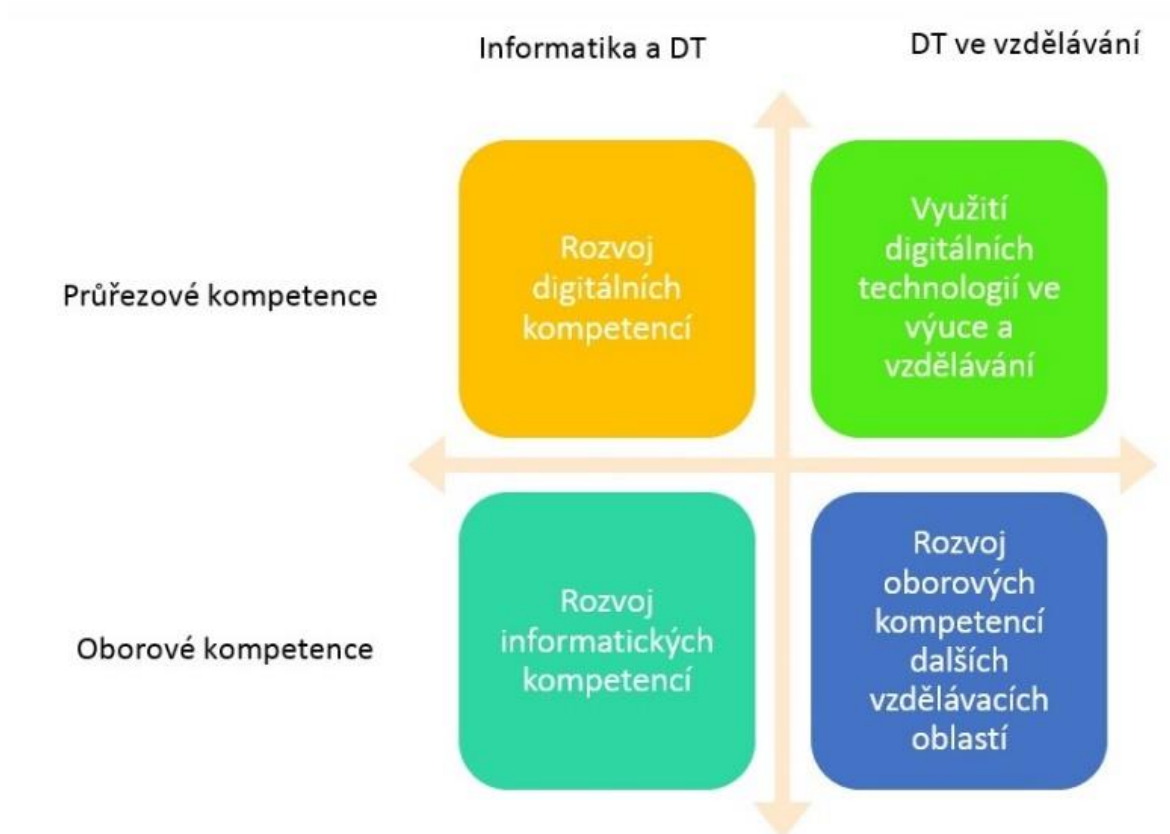 Informatika a DT
DT ve vzdělávání
Průřezové kompetence
Rozvoj
digitálních
kompetencí
Využití
digitálních
technologií ve
výuce a
vzdělávání
Oborové kompetence
Rozvoj
informatických
kompetencí
Rozvoj
oborových
kompetencí
dalších
vzdělávacích
oblastí